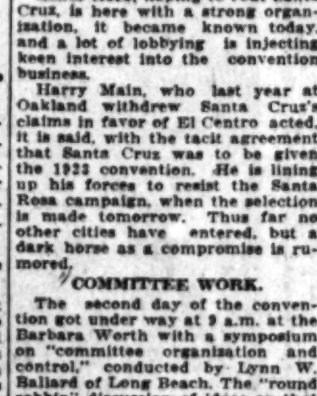 Cruz, is here with a strong organ-
ization, it became known today,
and a lot of lobbying is injecting
keen interest into the convention
business.
Harry Main, who last year at
Oakland withdrew Santa Cruz's
claims in favor of El Centro acted,
it is said, with the tacit agreement
that Santa Cruz was to be given
the 1923 convention. He is lining
up his forces to resist the Santa
Rosa campaign, when the selection
is made tomorrow. Thus far no
other cities have entered, but a
dark horse as a compromise is ru-
mored.
COMMITTEE WORK.
The second day of the conven-
tion got under way at 9 a.m. at the
Barbara Worth with a symposium
on "committee organization and
control," conducted by Lynn W.
Ballard of Long Beach. The "round